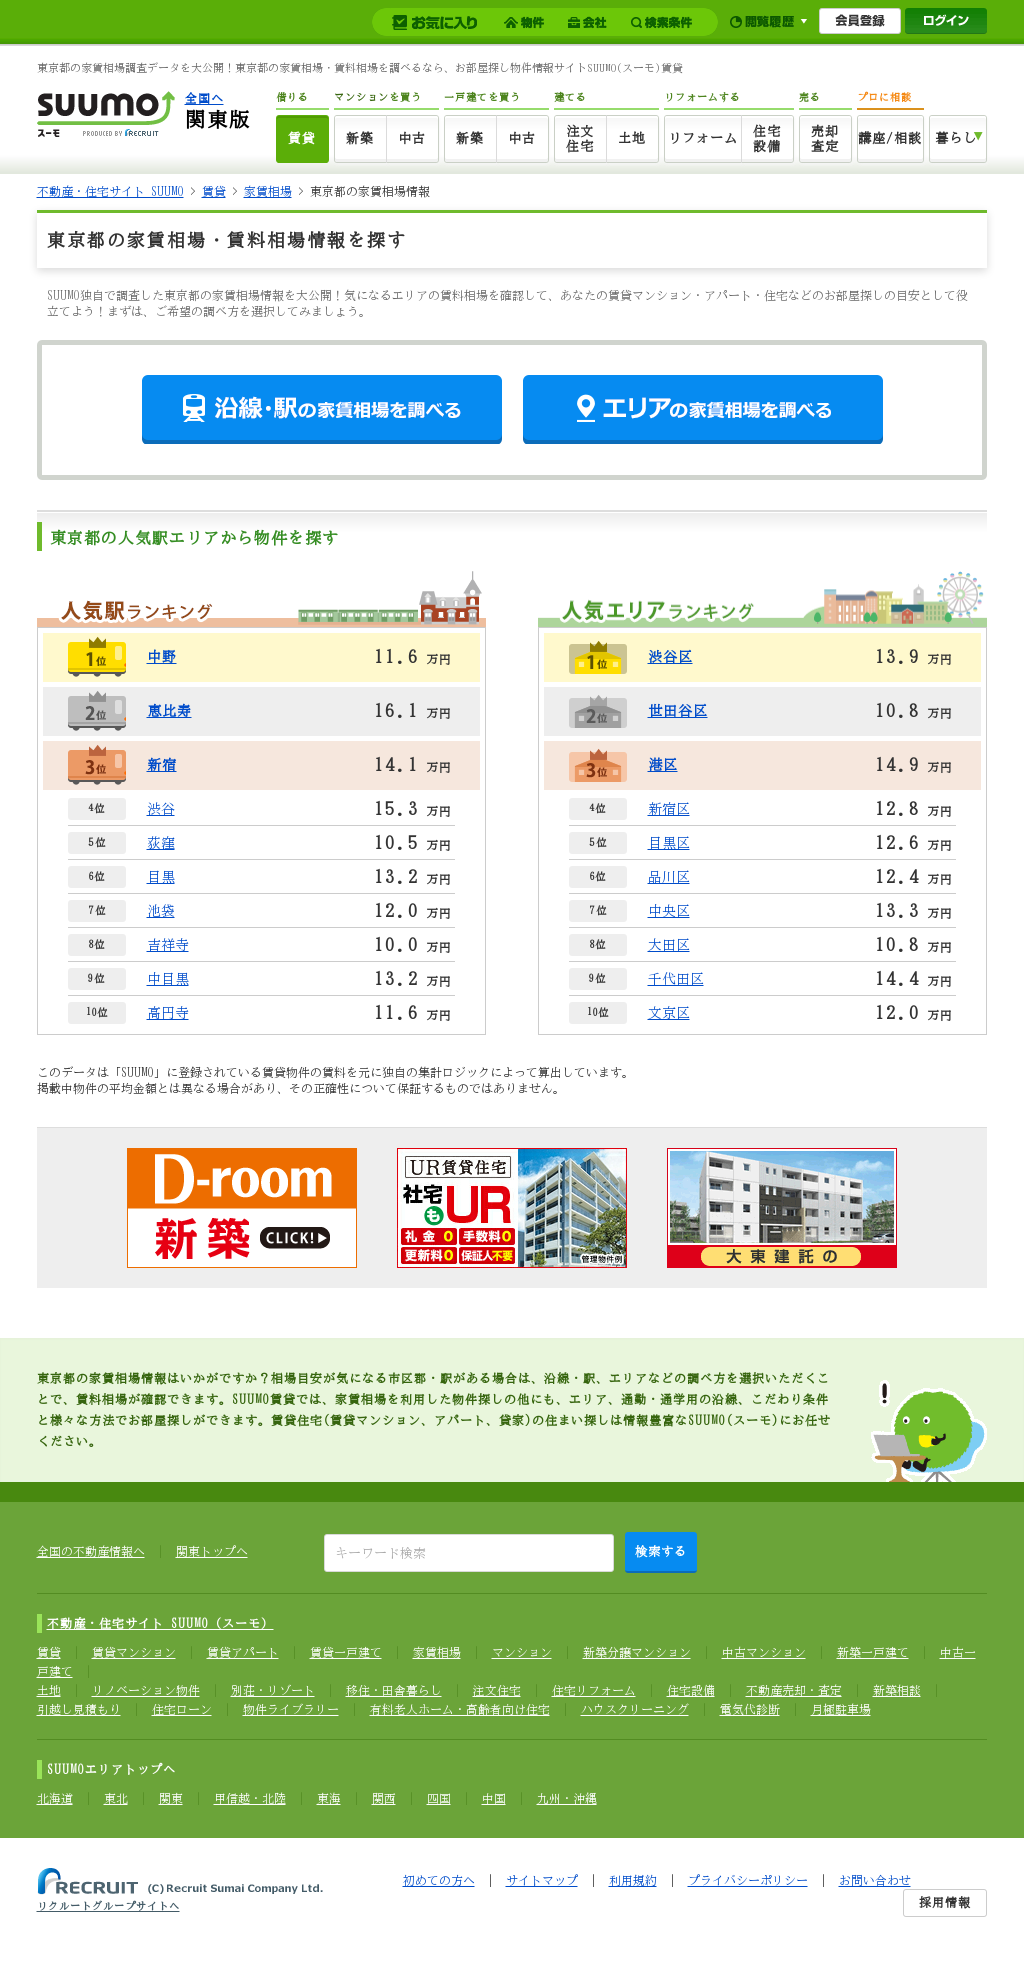 お気に入り 物件 会社 検索条件 閲覧履歴 会員登録 ログイン
東京都の家賃相場調査データを大公開！東京都の家賃相場・賃料相場を調べるなら、お部屋探し物件情報サイトSUUMO(スーモ)賃貸
SUUMO
スーモ PRODUCED BY RECRUIT
全国へ
関東版
借りる マンションを買う 一戸建てを買う 建てる リフォームする 売る プロに相談
賃貸 新築 中古 新築 中古 注文住宅 土地 リフォーム 住宅設備 売却査定 講座/相談 暮らし
不動産・住宅サイト SUUMO > 賃貸 > 家賃相場 > 東京都の家賃相場情報
東京都の家賃相場・賃料相場情報を探す
SUUMO独自で調査した東京都の家賃相場情報を大公開！気になるエリアの賃料相場を確認して、あなたの賃貸マンション・アパート・住宅などのお部屋探しの目安として役
立てよう！まずは、ご希望の調べ方を選択してみましょう。
沿線・駅の家賃相場を調べる
エリアの家賃相場を調べる
東京都の人気駅エリアから物件を探す
人気駅ランキング
1位 中野 11.6 万円
2位 恵比寿 16.1 万円
3位 新宿 14.1 万円
4位 渋谷 15.3 万円
5位 荻窪 10.5 万円
6位 目黒 13.2 万円
7位 池袋 12.0 万円
8位 吉祥寺 10.0 万円
9位 中目黒 13.2 万円
10位 高円寺 11.6 万円
人気エリアランキング
1位 渋谷区 13.9 万円
2位 世田谷区 10.8 万円
3位 港区 14.9 万円
4位 新宿区 12.8 万円
5位 目黒区 12.6 万円
6位 品川区 12.4 万円
7位 中央区 13.3 万円
8位 大田区 10.8 万円
9位 千代田区 14.4 万円
10位 文京区 12.0 万円
このデータは「SUUMO」に登録されている賃貸物件の賃料を元に独自の集計ロジックによって算出しています。
掲載中物件の平均金額とは異なる場合があり、その正確性について保証するものではありません。
D-room
新築 CLICK!
UR賃貸住宅
社宅も UR
礼金0 手数料0
更新料0 保証人不要
管理物件例
大東建託の
東京都の家賃相場情報はいかがですか？相場目安が気になる市区郡・駅がある場合は、沿線・駅、エリアなどの調べ方を選択いただくこ
とで、賃料相場が確認できます。SUUMO賃貸では、家賃相場を利用した物件探しの他にも、エリア、通勤・通学用の沿線、こだわり条件
と様々な方法でお部屋探しができます。賃貸住宅(賃貸マンション、アパート、貸家)の住まい探しは情報豊富なSUUMO(スーモ)にお任せ
ください。
全国の不動産情報へ 関東トップへ キーワード検索 検索する
不動産・住宅サイト SUUMO（スーモ）
賃貸 賃貸マンション 賃貸アパート 賃貸一戸建て 家賃相場 マンション 新築分譲マンション 中古マンション 新築一戸建て 中古一
戸建て
土地 リノベーション物件 別荘・リゾート 移住・田舎暮らし 注文住宅 住宅リフォーム 住宅設備 不動産売却・査定 新築相談
引越し見積もり 住宅ローン 物件ライブラリー 有料老人ホーム・高齢者向け住宅 ハウスクリーニング 電気代診断 月極駐車場
SUUMOエリアトップへ
北海道 東北 関東 甲信越・北陸 東海 関西 四国 中国 九州・沖縄
RECRUIT (C) Recruit Sumai Company Ltd.
リクルートグループサイトへ
初めての方へ | サイトマップ | 利用規約 | プライバシーポリシー | お問い合わせ
採用情報